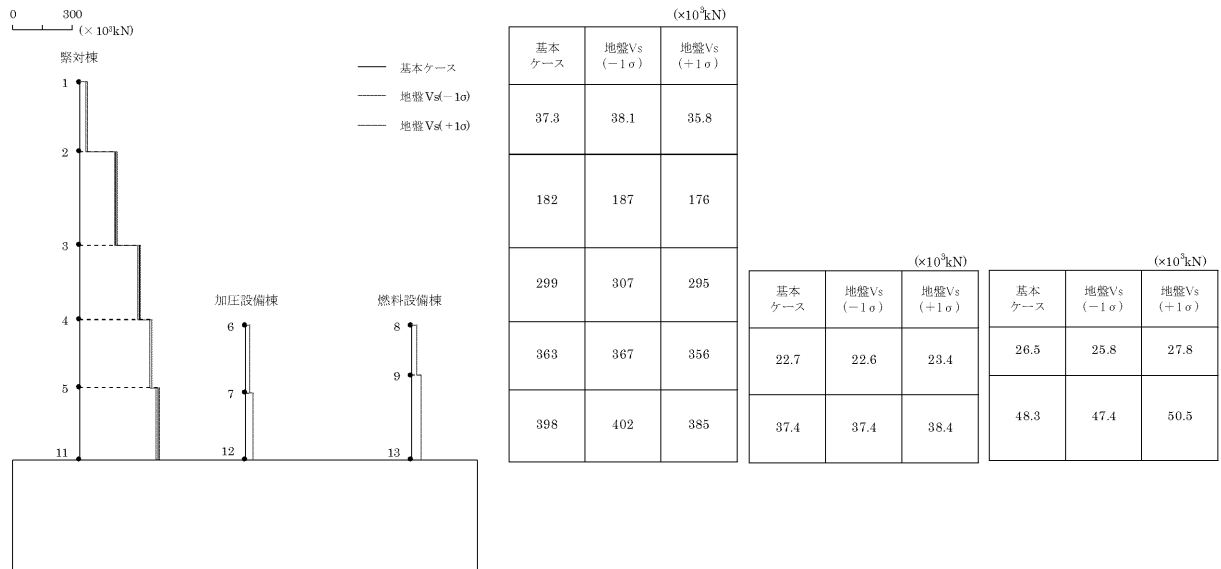 0 300
(×10³kN)
緊対棟
1
2
3
4
5
11
基本ケース
地盤Vs(-1σ)
地盤Vs(+1σ)
加圧設備棟
6
7
12
燃料設備棟
8
9
13
(×10³kN)
基本 地盤Vs 地盤Vs
ケース (-1σ) (+1σ)
37.3 38.1 35.8
182 187 176
299 307 295
363 367 356
398 402 385
(×10³kN)
基本 地盤Vs 地盤Vs
ケース (-1σ) (+1σ)
22.7 22.6 23.4
37.4 37.4 38.4
(×10³kN)
基本 地盤Vs 地盤Vs
ケース (-1σ) (+1σ)
26.5 25.8 27.8
48.3 47.4 50.5